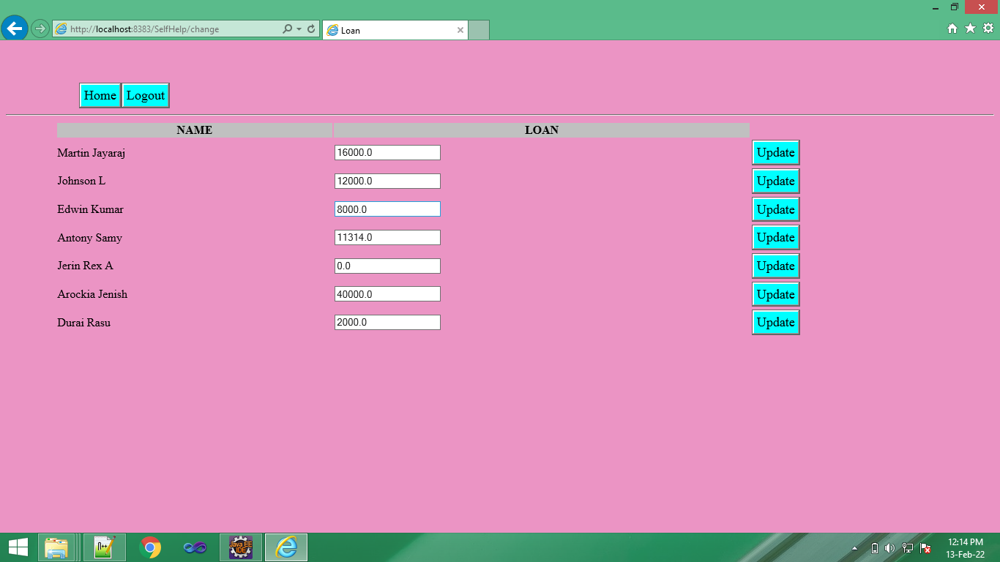 http://localhost:8383/SelfHelp/change
Loan
Home Logout
NAME LOAN
Martin Jayaraj 16000.0 Update
Johnson L 12000.0 Update
Edwin Kumar 8000.0 Update
Antony Samy 11314.0 Update
Jerin Rex A 0.0 Update
Arockia Jenish 40000.0 Update
Durai Rasu 2000.0 Update
Java EE
IDE
12:14 PM
13-Feb-22